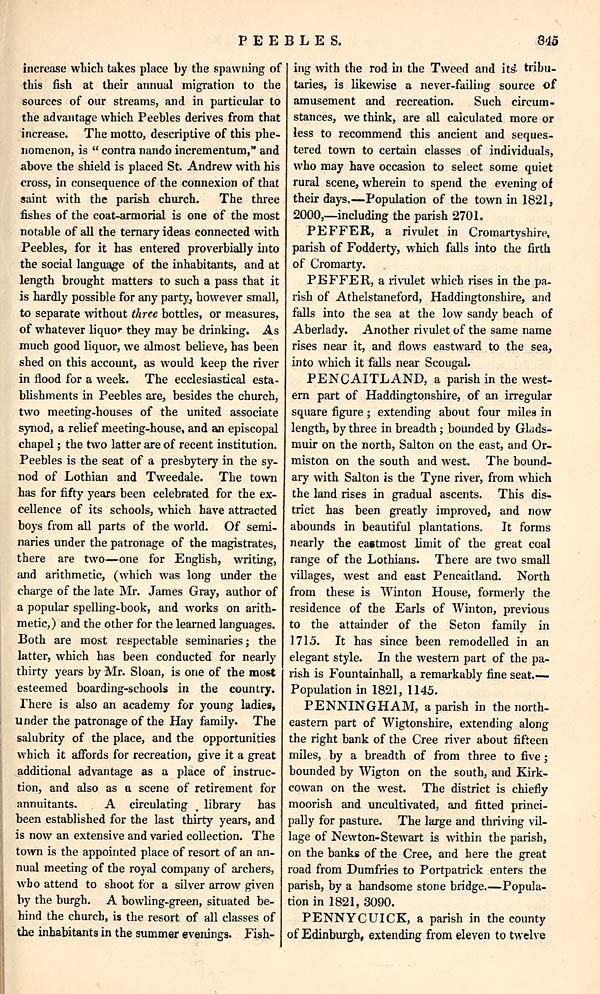 PEEBLES. 845
increase which takes place by the spawning of
this fish at their annual migration to the
sources of our streams, and in particular to
the advantage which Peebles derives from that
increase. The motto, descriptive of this phe-
nomenon, is “ contra nando incrementum,” and
above the shield is placed St. Andrew with his
cross, in consequence of the connexion of that
saint with the parish church. The three
fishes of the coat-armorial is one of the most
notable of all the ternary ideas connected with
Peebles, for it has entered proverbially into
the social language of the inhabitants, and at
length brought matters to such a pass that it
is hardly possible for any party, however small,
to separate without three bottles, or measures,
of whatever liquor they may be drinking. As
much good liquor, we almost believe, has been
shed on this account, as would keep the river
in flood for a week. The ecclesiastical esta-
blishments in Peebles are, besides the church,
two meeting-houses of the united associate
synod, a relief meeting-house, and an episcopal
chapel ; the two latter are of recent institution.
Peebles is the seat of a presbytery in the sy-
nod of Lothian and Tweedale. The town
has for fifty years been celebrated for the ex-
cellence of its schools, which have attracted
boys from all parts of the world. Of semi-
naries under the patronage of the magistrates,
there are two—one for English, writing,
and arithmetic, (which was long under the
charge of the late Mr. James Gray, author of
a popular spelling-book, and works on arith-
metic,) and the other for the learned languages.
Both are most respectable seminaries ; the
latter, which has been conducted for nearly
thirty years by Mr. Sloan, is one of the most
esteemed boarding-schools in the country.
There is also an academy for young ladies,
under the patronage of the Hay family. The
salubrity of the place, and the opportunities
which it affords for recreation, give it a great
additional advantage as a place of instruc-
tion, and also as a scene of retirement for
annuitants. A circulating library has
been established for the last thirty years, and
is now an extensive and varied collection. The
town is the appointed place of resort of an an-
nual meeting of the royal company of archers,
who attend to shoot for a silver arrow given
by the burgh. A bowling-green, situated be-
hind the church, is the resort of all classes of
the inhabitants in the summer evenings. Fish-
ing with the rod in the Tweed and its tribu-
taries, is likewise a never-failing source of
amusement and recreation. Such circum-
stances, we think, are all calculated more or
less to recommend this ancient and seques-
tered town to certain classes of individuals,
who may have occasion to select some quiet
rural scene, wherein to spend the evening of
their days.—Population of the town in 1821,
2000,—including the parish 2701.
PEFFER, a rivulet in Cromartyshire,
parish of Fodderty, which falls into the firth
of Cromarty.
PEFFER, a rivulet which rises in the pa-
rish of Athelstaneford, Haddingtonshire, and
falls into the sea at the low sandy beach of
Aberlady. Another rivulet of the same name
rises near it, and flows eastward to the sea,
into which it falls near Scougal.
PENCAITLAND, a parish in the west-
ern part of Haddingtonshire, of an irregular
square figure ; extending about four miles in
length, by three in breadth ; bounded by Glads-
muir on the north, Salton on the east, and Or-
miston on the south and west. The bound-
ary with Salton is the Tyne river, from which
the land rises in gradual ascents. This dis-
trict has been greatly improved, and now
abounds in beautiful plantations. It forms
nearly the eastmost limit of the great coal
range of the Lothians. There are two small
villages, west and east Pencaitland. North
from these is Winton House, formerly the
residence of the Earls of Winton, previous
to the attainder of the Seton family in
1715. It has since been remodelled in an
elegant style. In the western part of the pa-
rish is Fountainhall, a remarkably fine seat.—
Population in 1821, 1145.
PENNINGHAM, a parish in the north-
eastern part of Wigtonshire, extending along
the right bank of the Cree river about fifteen
miles, by a breadth of from three to five ;
bounded by Wigton on the south, and Kirk-
cowan on the west. The district is chiefly
moorish and uncultivated, and fitted princi-
pally for pasture. The large and thriving vil-
lage of Newton-Stewart is within the parish,
on the banks of the Cree, and here the great
road from Dumfries to Portpatrick enters the
parish, by a handsome stone bridge.—Popula-
tion in 1821, 3090.
PENNYCUICK, a parish in the county
of Edinburgh, extending from eleven to twelve